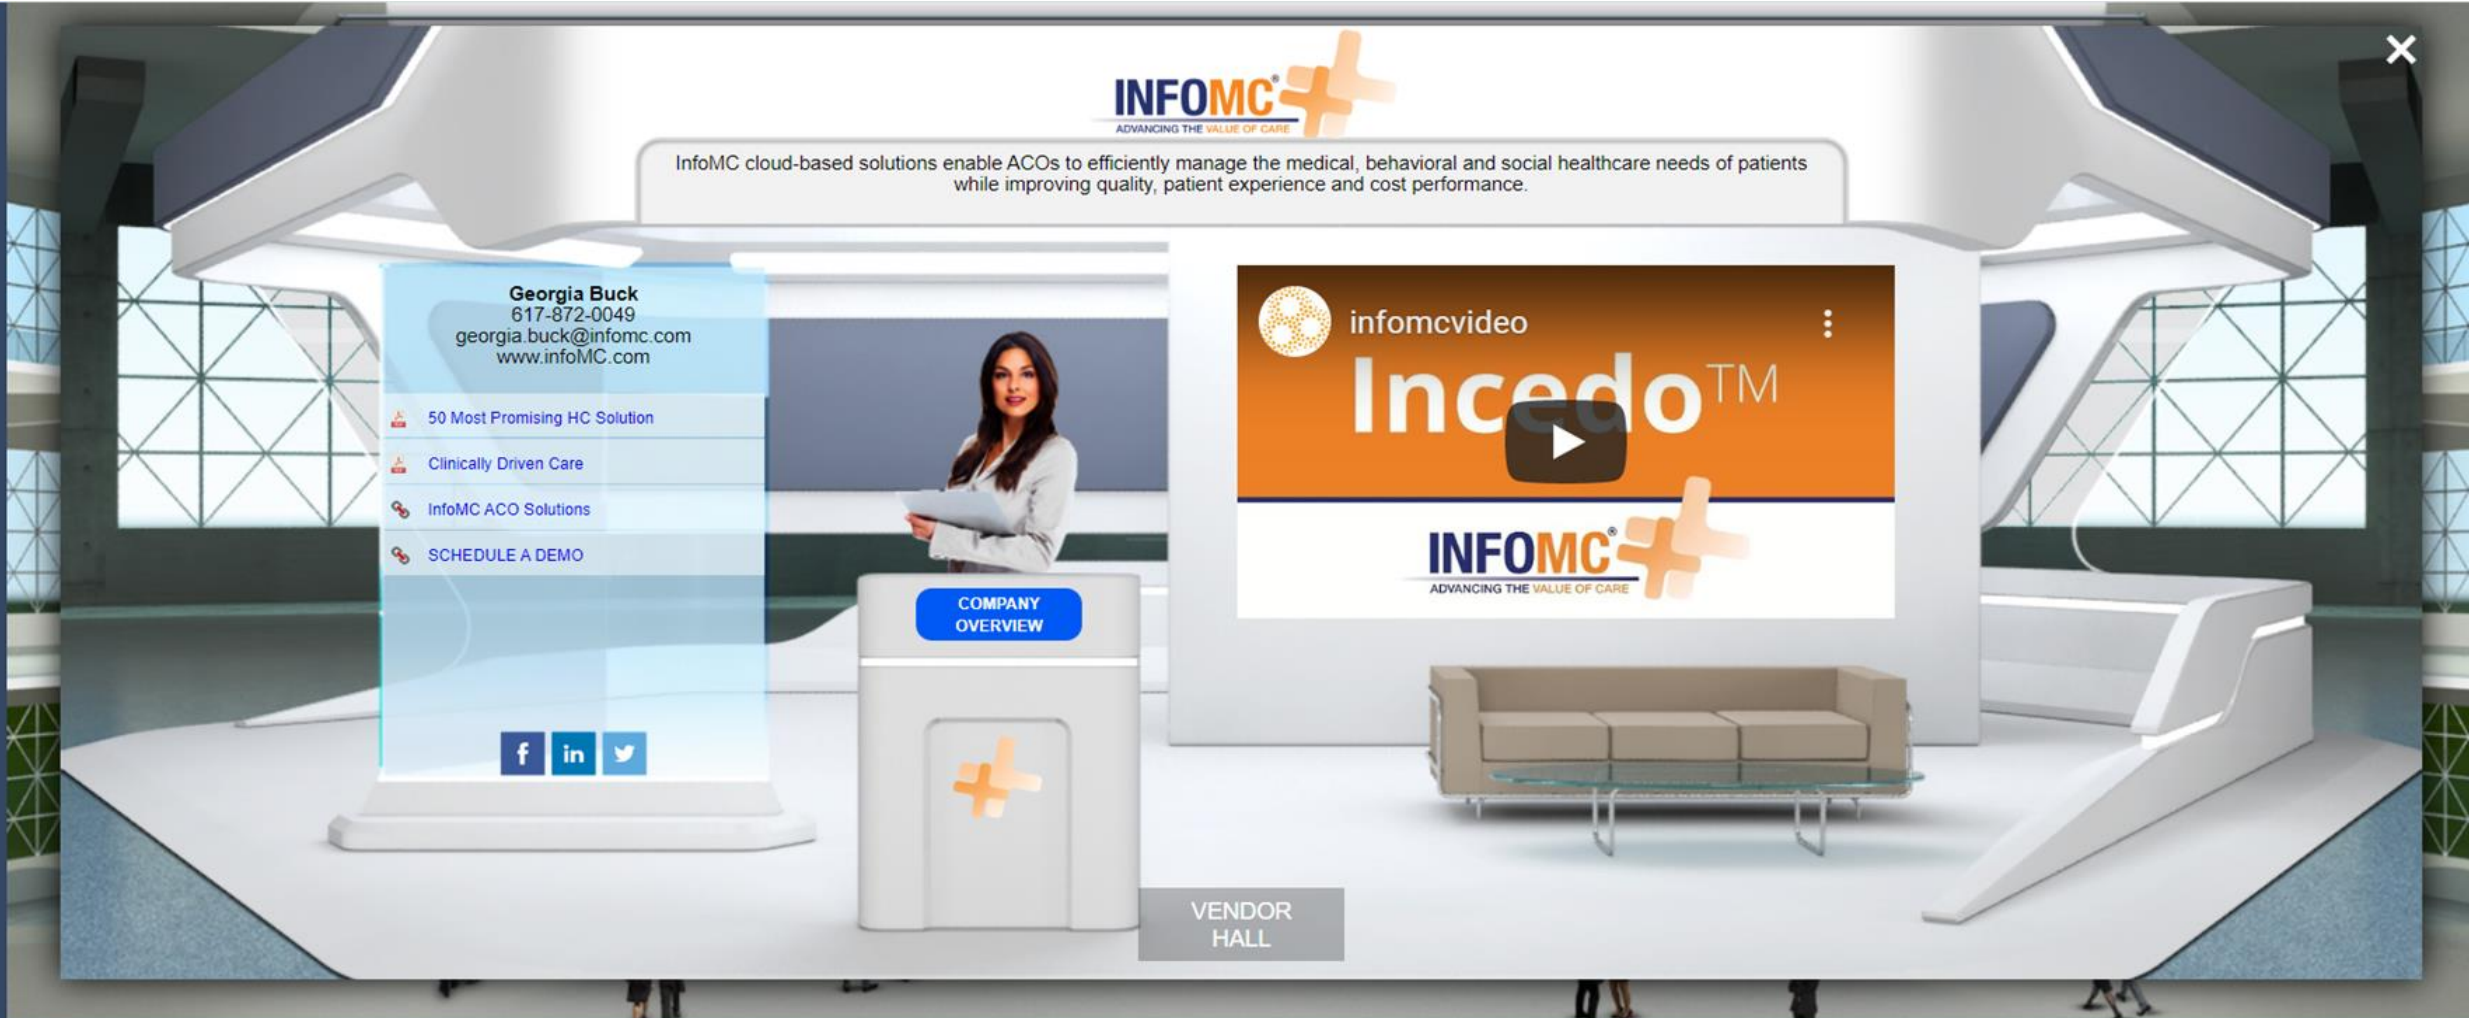 INFOMC®
ADVANCING THE VALUE OF CARE
InfoMC cloud-based solutions enable ACOs to efficiently manage the medical, behavioral and social healthcare needs of patients
while improving quality, patient experience and cost performance.
Georgia Buck
617-872-0049
georgia.buck@infomc.com
www.infoMC.com
50 Most Promising HC Solution
Clinically Driven Care
InfoMC ACO Solutions
SCHEDULE A DEMO
f in
COMPANY
OVERVIEW
infomcvideo
Incedo™
INFOMC®
ADVANCING THE VALUE OF CARE
VENDOR
HALL